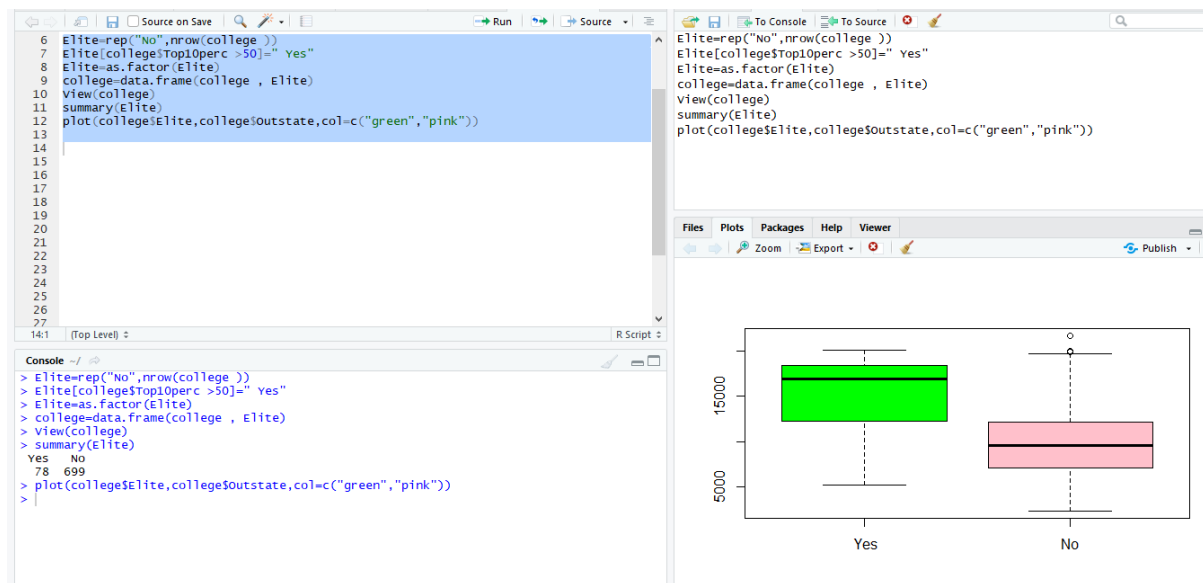 Source on Save
Run
Source
6 Elite=rep("No",nrow(college ))
7 Elite[college$Top10perc >50]=" Yes"
8 Elite=as.factor(Elite)
9 college=data.frame(college , Elite)
10 View(college)
11 summary(Elite)
12 plot(college$Elite,college$Outstate,col=c("green","pink"))
13
14
15
16
17
18
19
20
21
22
23
24
25
26
27
14:1 (Top Level) R Script
Console ~/
> Elite=rep("No",nrow(college ))
> Elite[college$Top10perc >50]=" Yes"
> Elite=as.factor(Elite)
> college=data.frame(college , Elite)
> View(college)
> summary(Elite)
Yes No
78 699
> plot(college$Elite,college$Outstate,col=c("green","pink"))
>
To Console To Source
Elite=rep("No",nrow(college ))
Elite[college$Top10perc >50]=" Yes"
Elite=as.factor(Elite)
college=data.frame(college , Elite)
View(college)
summary(Elite)
plot(college$Elite,college$Outstate,col=c("green","pink"))
Files Plots Packages Help Viewer
Zoom Export Publish
15000
5000
Yes No